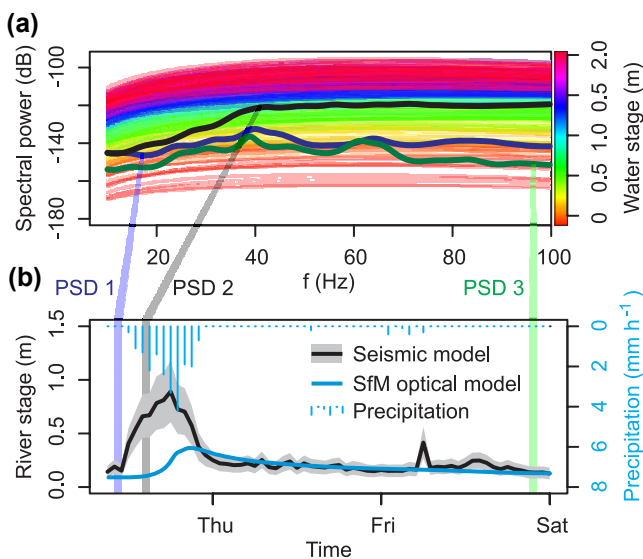 (a)
Spectral power (dB)
-100
-140
-180
20
40
60
80
100
f (Hz)
2.0
1.5
1.0
0.5
0
Water stage (m)
PSD 1
PSD 2
PSD 3
(b)
River stage (m)
1.5
1.0
0.5
0.0
Seismic model
SfM optical model
Precipitation
0
2
4
6
8
Precipitation (mm h⁻¹)
Thu
Fri
Sat
Time